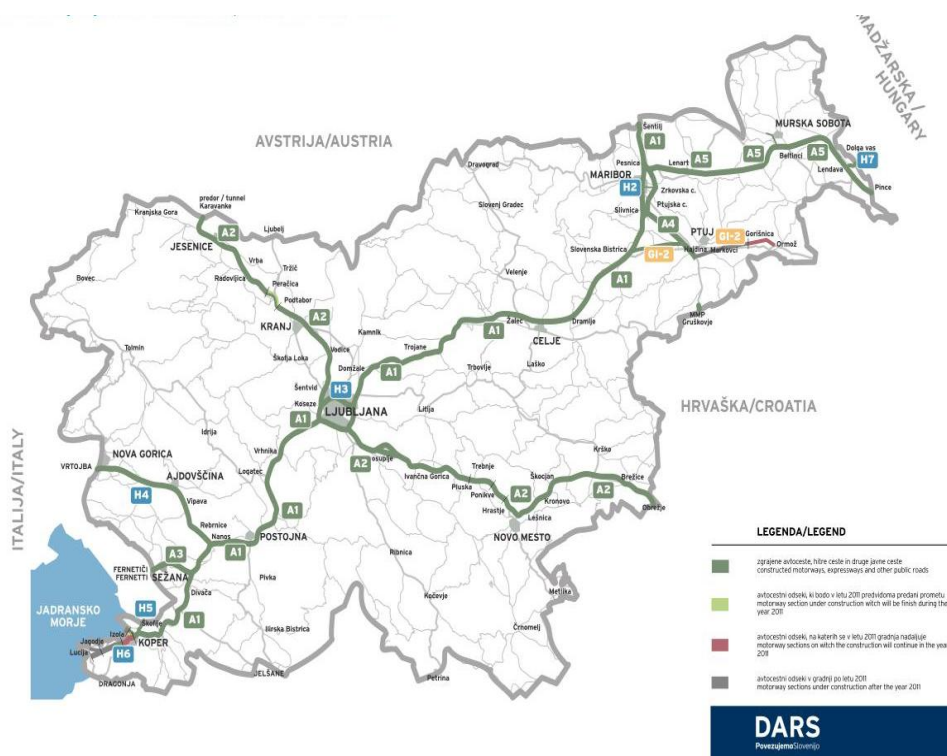 MADŽARSKA /
HUNGARY
AVSTRIJA/AUSTRIA
HRVAŠKA/CROATIA
ITALIJA/ITALY
JADRANSKO
MORJE
Šentilj
A1
Pesnica
MARIBOR
H2
Lenart
A5
A5
MURSKA SOBOTA
Beltinci
A5
Dolga vas
H7
Lendava
Pince
Zrkovska c.
Ptujska c.
Slivnica
A4
PTUJ
GI-2
Gorišnica
Ormož
Hajdina
Markovci
Slovenska Bistrica
GI-2
A1
MMP
Gruškovje
Dravograd
Slovenj Gradec
Velenje
predor / tunnel
Karavanke
Kranjska Gora
A2
Ljubelj
JESENICE
Vrba
Tržič
Radovljica
Peračica
Podtabor
Bovec
KRANJ
A2
Kamnik
Vodice
Škofja Loka
Domžale
Tolmin
Trojane
A1
A1
Žalec
CELJE
Dramlje
Trbovlje
Laško
Šentvid
H3
Koseze
LJUBLJANA
A1
Litija
Idrija
Vrhnika
Logatec
NOVA GORICA
VRTOJBA
AJDOVŠČINA
H4
Vipava
Rebrnice
Nanos
A1
A1
POSTOJNA
A2
Ivančna Gorica
Trebnje
Pluska
Ponikve
Hrastje
A2
Škocjan
Kronovo
Lešnica
NOVO MESTO
A2
Krško
Brežice
Obrežje
FERNETIČI
FERNETTI
A3
SEŽANA
Divača
A1
Pivka
Ribnica
Kočevje
Metlika
Črnomelj
Ilirska Bistrica
JELŠANE
Petrina
H5
Škofije
Izola
KOPER
Jagodje
Lucija
H6
DRAGONJA
LEGENDA/LEGEND
zgrajene avtoceste, hitre ceste in druge javne ceste
constructed motorways, expressways and other public roads
avtocestni odseki, ki bodo v letu 2011 predvidoma predani prometu
motorway section under construction witch will be finish during the
year 2011
avtocestni odseki, na katerih se v letu 2011 gradnja nadaljuje
motorway sections on witch the construction will continue in the year
2011
avtocestni odseki v gradnji po letu 2011
motorway sections under construction after the year 2011
DARS
PovezujemoSlovenijo